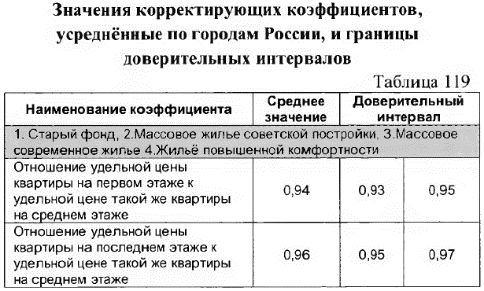 Значения корректирующих коэффициентов,
усреднённые по городам России, и границы
доверительных интервалов
Таблица 119
Наименование коэффициента Среднее значение Доверительный интервал
1. Старый фонд, 2.Массовое жилье советской постройки, 3.Массовое
современное жилье 4.Жильё повышенной комфортности
Отношение удельной цены
квартиры на первом этаже к
удельной цене такой же квартиры
на среднем этаже
0,94 0,93 0,95
Отношение удельной цены
квартиры на последнем этаже к
удельной цене такой же квартиры
на среднем этаже
0,96 0,95 0,97